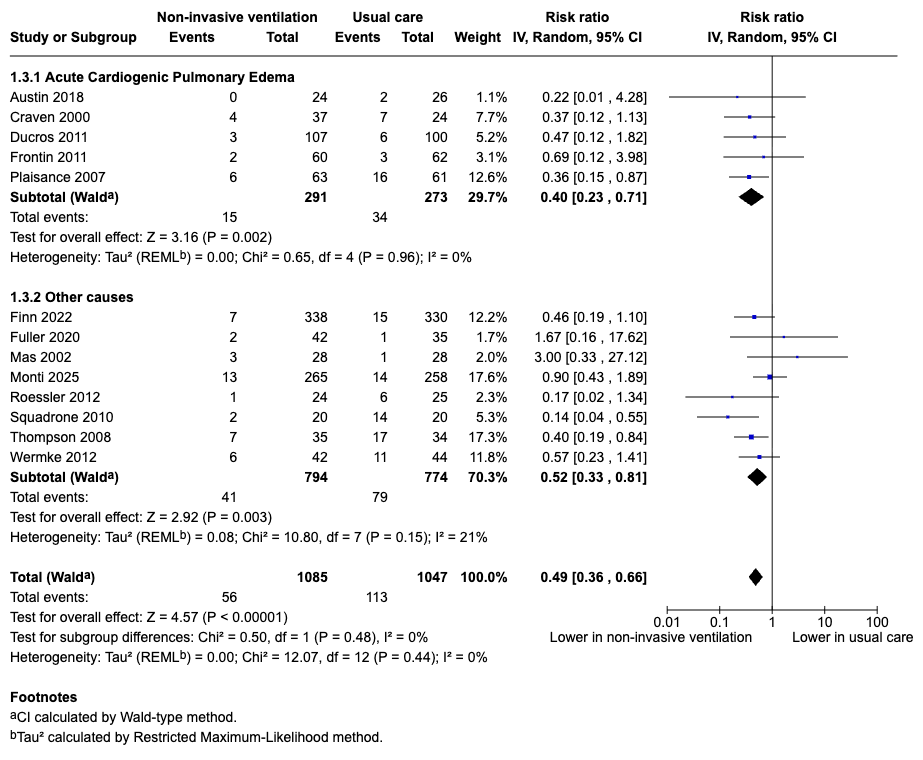 Non-invasive ventilation Usual care Risk ratio Risk ratio
Study or Subgroup Events Total Events Total Weight IV, Random, 95% CI IV, Random, 95% CI
1.3.1 Acute Cardiogenic Pulmonary Edema
Austin 2018 0 24 2 26 1.1% 0.22 [0.01 , 4.28]
Craven 2000 4 37 7 24 7.7% 0.37 [0.12 , 1.13]
Ducros 2011 3 107 6 100 5.2% 0.47 [0.12 , 1.82]
Frontin 2011 2 60 3 62 3.1% 0.69 [0.12 , 3.98]
Plaisance 2007 6 63 16 61 12.6% 0.36 [0.15 , 0.87]
Subtotal (Waldᵃ) 291 273 29.7% 0.40 [0.23 , 0.71]
Total events: 15 34
Test for overall effect: Z = 3.16 (P = 0.002)
Heterogeneity: Tau² (REMLᵇ) = 0.00; Chi² = 0.65, df = 4 (P = 0.96); I² = 0%
1.3.2 Other causes
Finn 2022 7 338 15 330 12.2% 0.46 [0.19 , 1.10]
Fuller 2020 2 42 1 35 1.7% 1.67 [0.16 , 17.62]
Mas 2002 3 28 1 28 2.0% 3.00 [0.33 , 27.12]
Monti 2025 13 265 14 258 17.6% 0.90 [0.43 , 1.89]
Roessler 2012 1 24 6 25 2.3% 0.17 [0.02 , 1.34]
Squadrone 2010 2 20 14 20 5.3% 0.14 [0.04 , 0.55]
Thompson 2008 7 35 17 34 17.3% 0.40 [0.19 , 0.84]
Wermke 2012 6 42 11 44 11.8% 0.57 [0.23 , 1.41]
Subtotal (Waldᵃ) 794 774 70.3% 0.52 [0.33 , 0.81]
Total events: 41 79
Test for overall effect: Z = 2.92 (P = 0.003)
Heterogeneity: Tau² (REMLᵇ) = 0.08; Chi² = 10.80, df = 7 (P = 0.15); I² = 21%
Total (Waldᵃ) 1085 1047 100.0% 0.49 [0.36 , 0.66]
Total events: 56 113
Test for overall effect: Z = 4.57 (P < 0.00001)
Test for subgroup differences: Chi² = 0.50, df = 1 (P = 0.48), I² = 0%
Heterogeneity: Tau² (REMLᵇ) = 0.00; Chi² = 12.07, df = 12 (P = 0.44); I² = 0%
0.01 0.1 1 10 100
Lower in non-invasive ventilation Lower in usual care
Footnotes
ᵃCI calculated by Wald-type method.
ᵇTau² calculated by Restricted Maximum-Likelihood method.